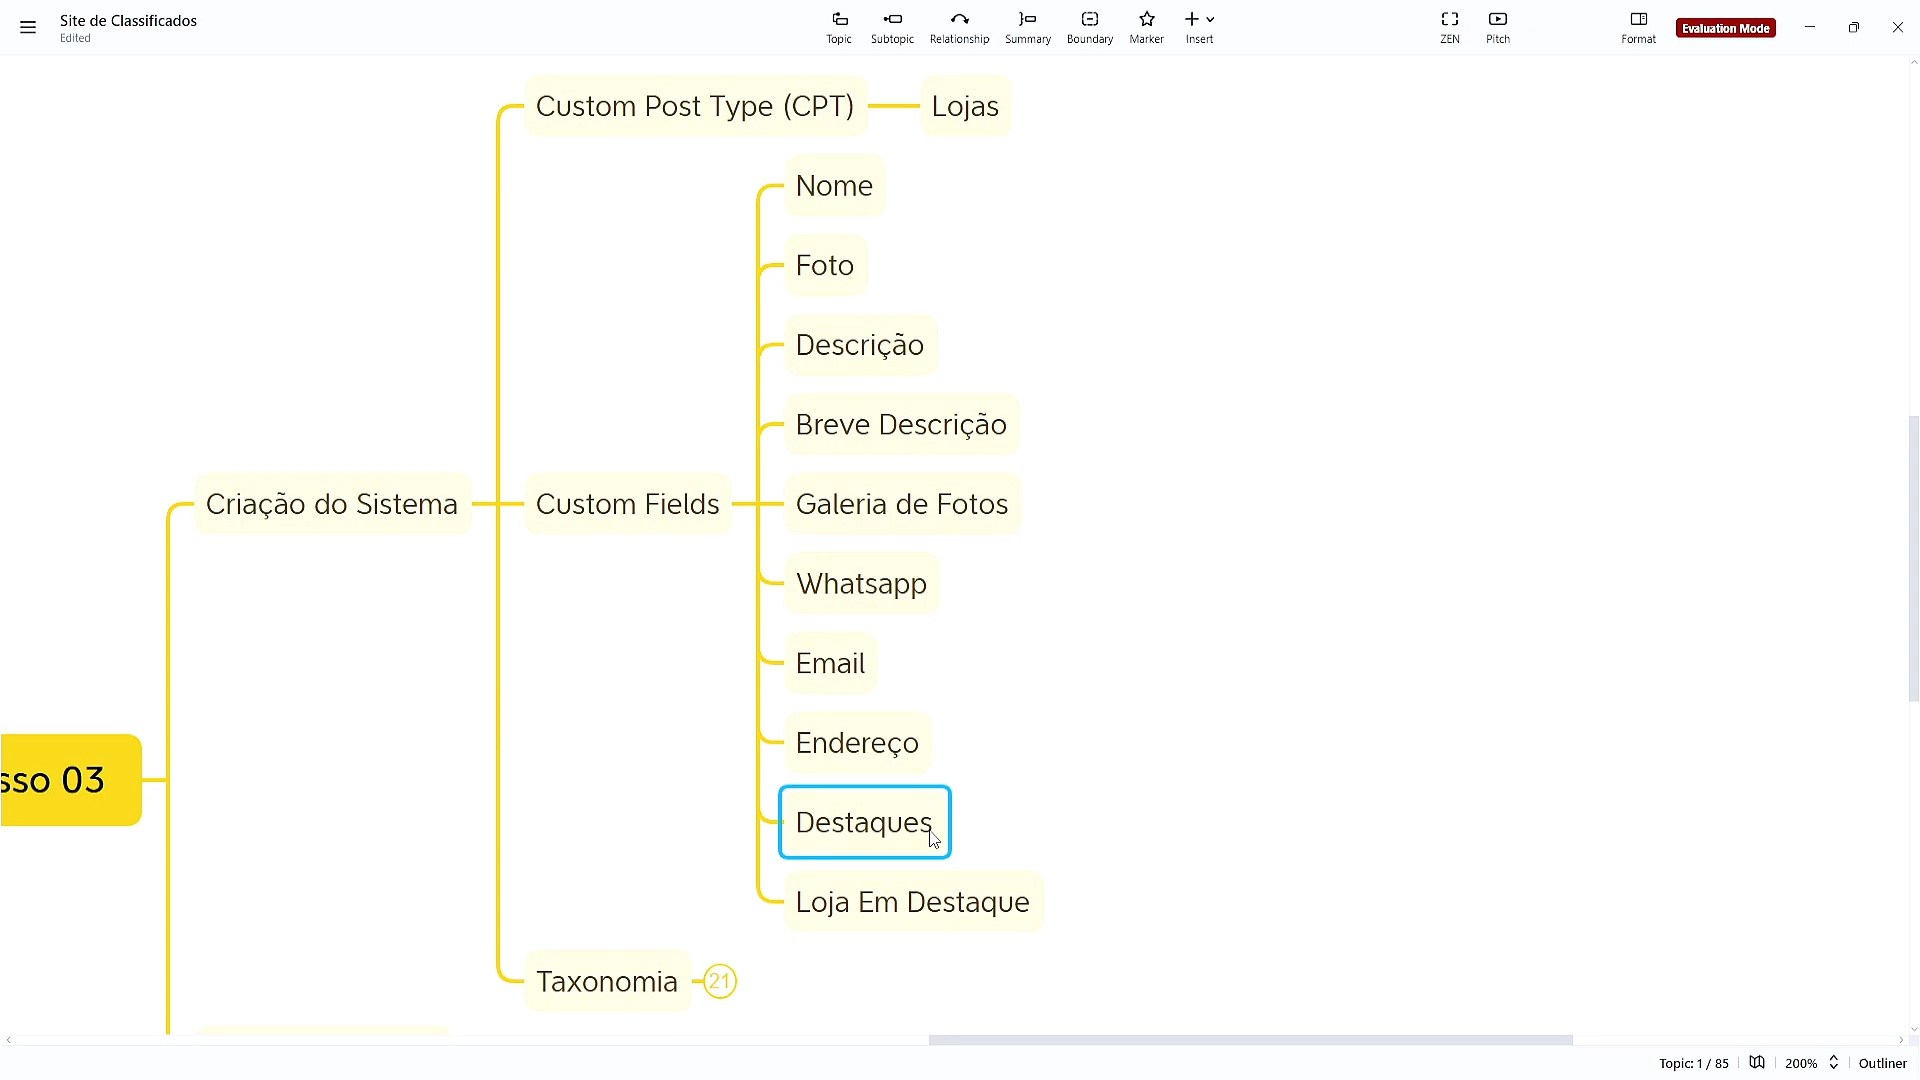 Site de Classificados
Edited
Topic
Subtopic
Relationship
Summary
Boundary
Marker
Insert
ZEN
Pitch
Format
Evaluation Mode
Custom Post Type (CPT)
Lojas
Nome
Foto
Descrição
Breve Descrição
Criação do Sistema
Custom Fields
Galeria de Fotos
Whatsapp
Email
Endereço
sso 03
Destaques
Loja Em Destaque
Taxonomia
21
Topic: 1 / 85
200%
Outliner